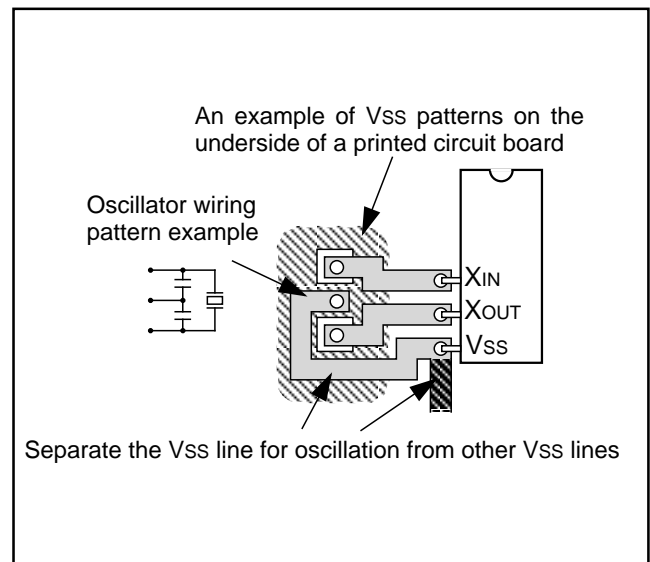 An example of VSS patterns on the
underside of a printed circuit board
Oscillator wiring
pattern example
XIN
XOUT
VSS
Separate the VSS line for oscillation from other VSS lines